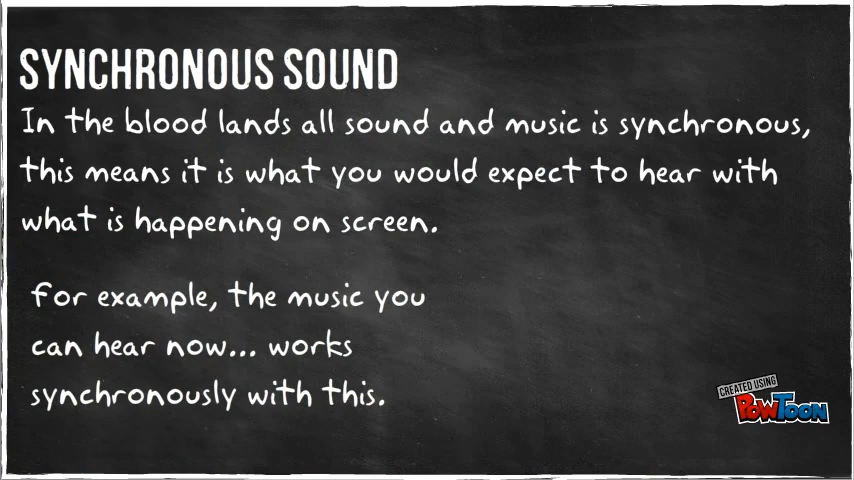 SYNCHRONOUS SOUND
In the blood lands all sound and music is synchronous,
this means it is what you would expect to hear with
what is happening on screen.
for example, the music you
can hear now... works
synchronously with this.
CREATED USING
POWTOON